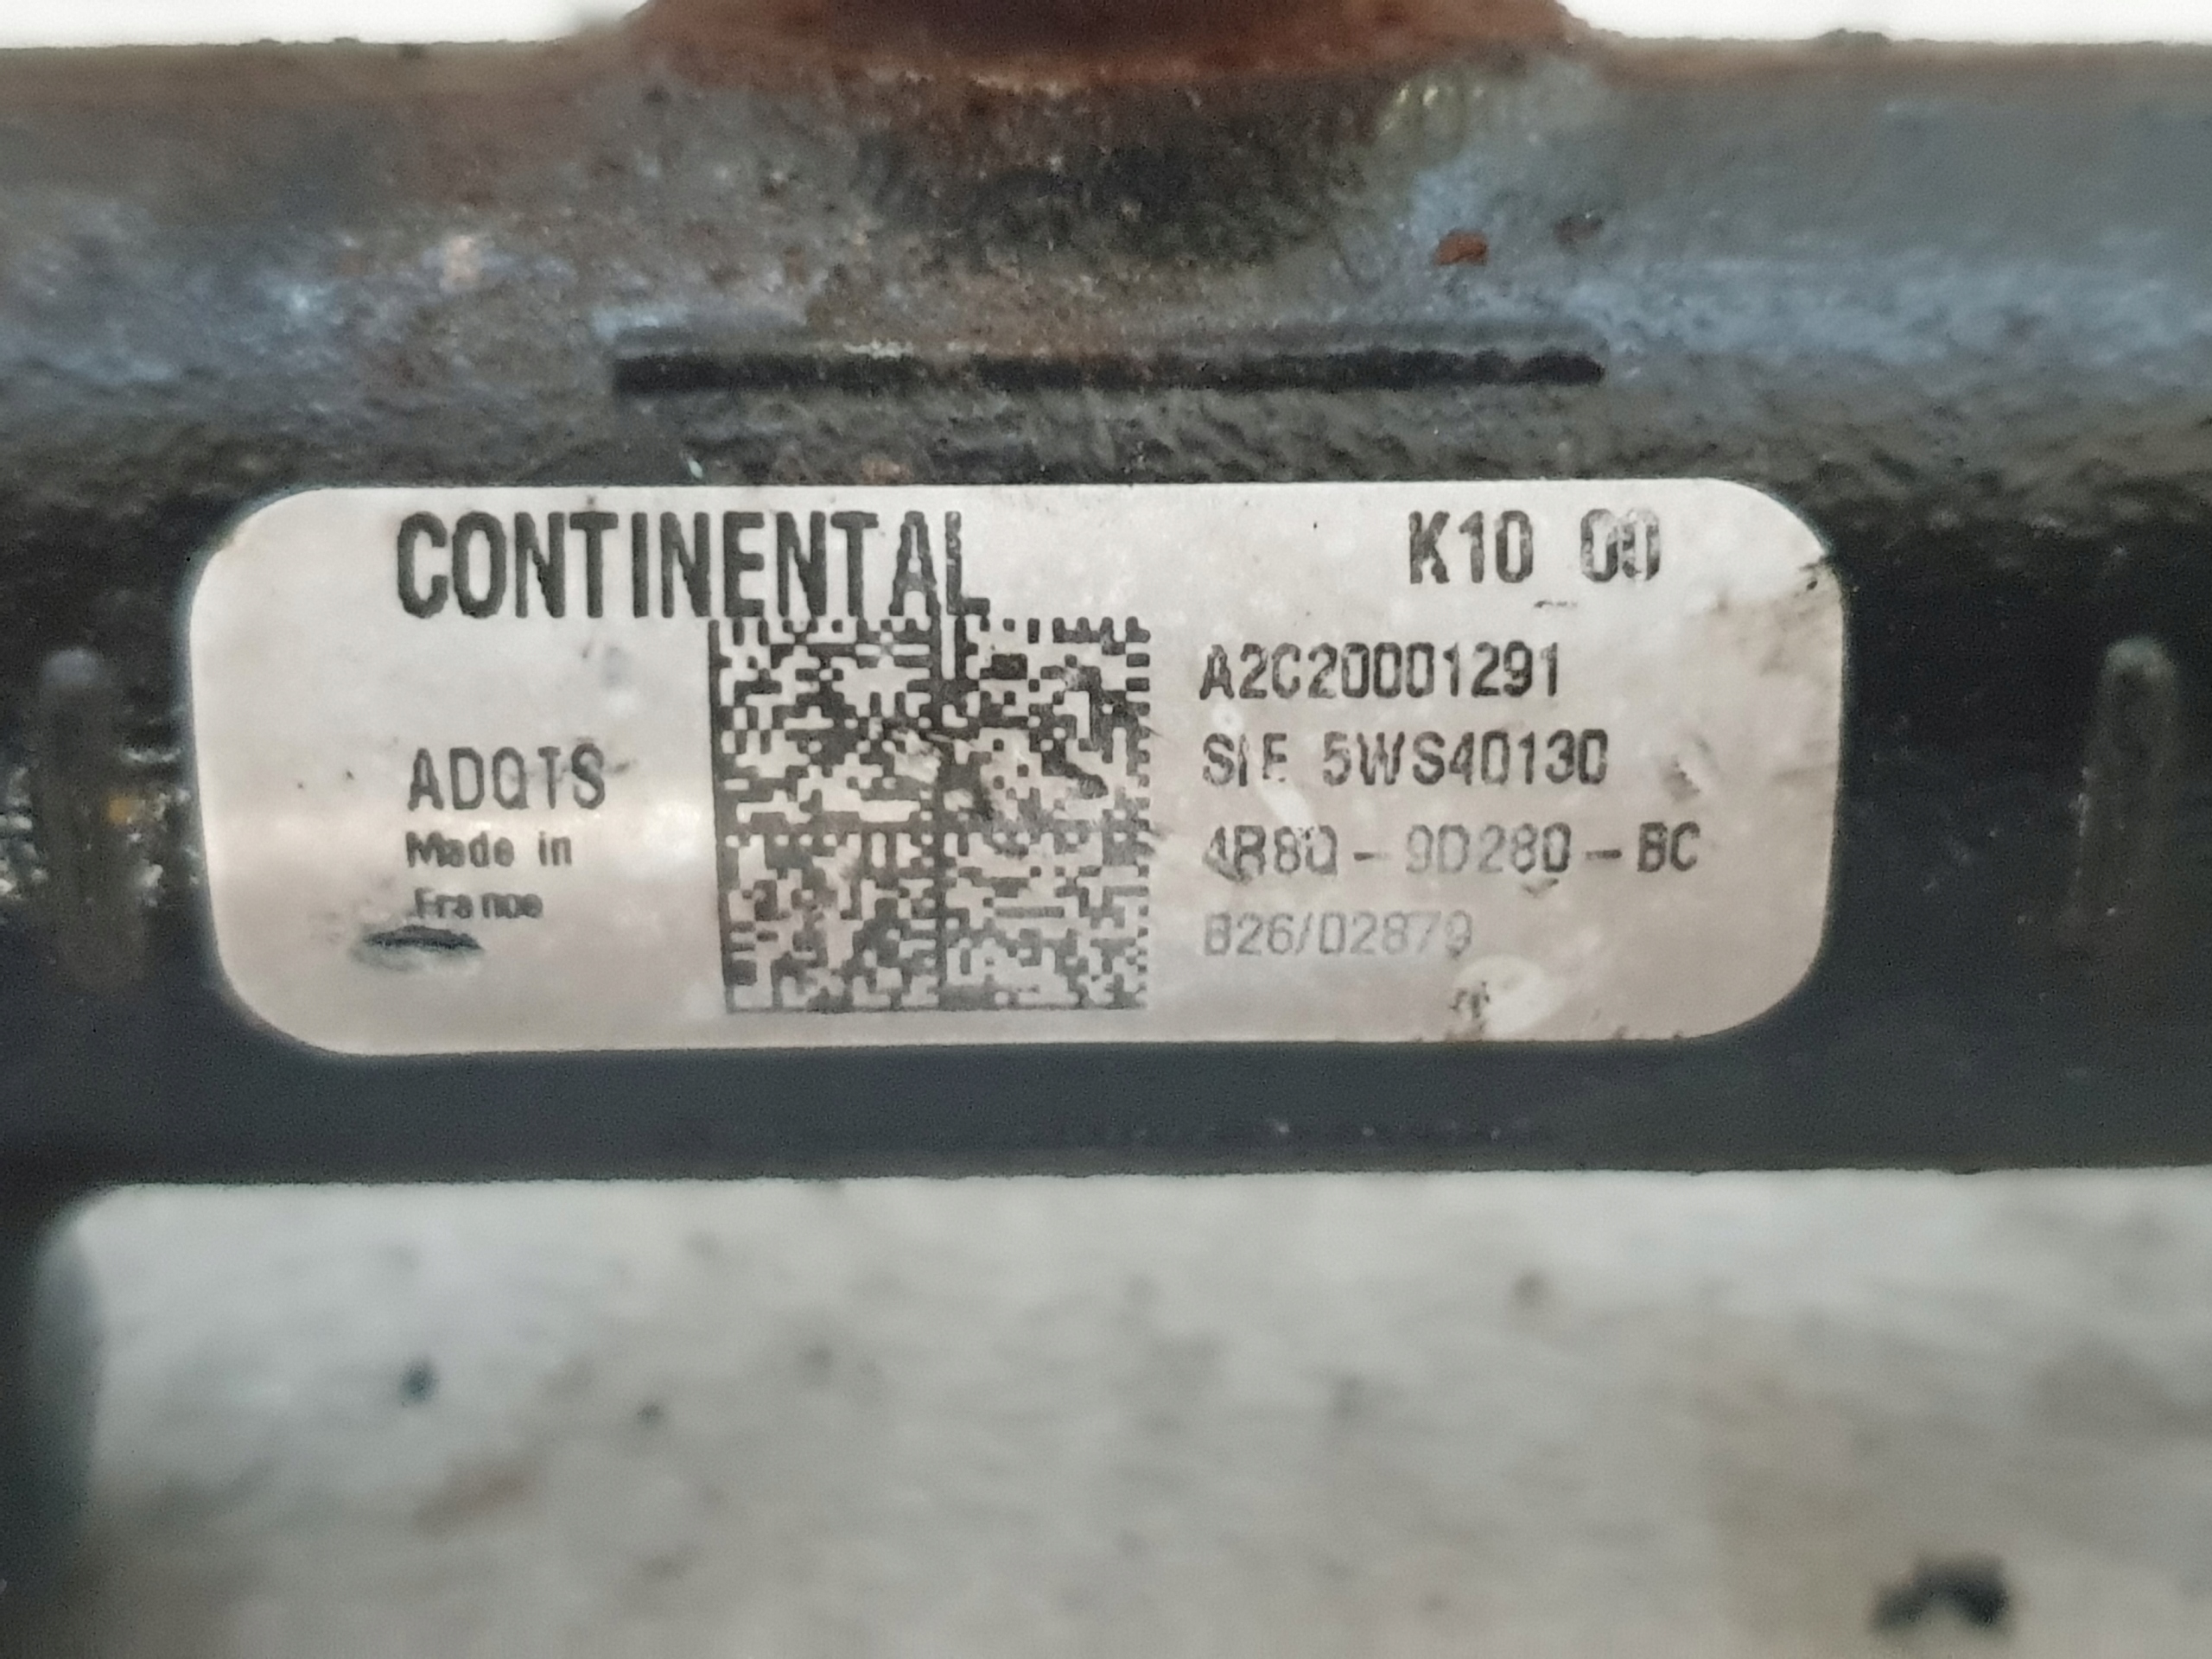 CONTINENTAL
K10 00
A2C20001291
ADQTS
SIE 5WS40130
Made in
France
4R8Q-9D280-BC
B26/02879